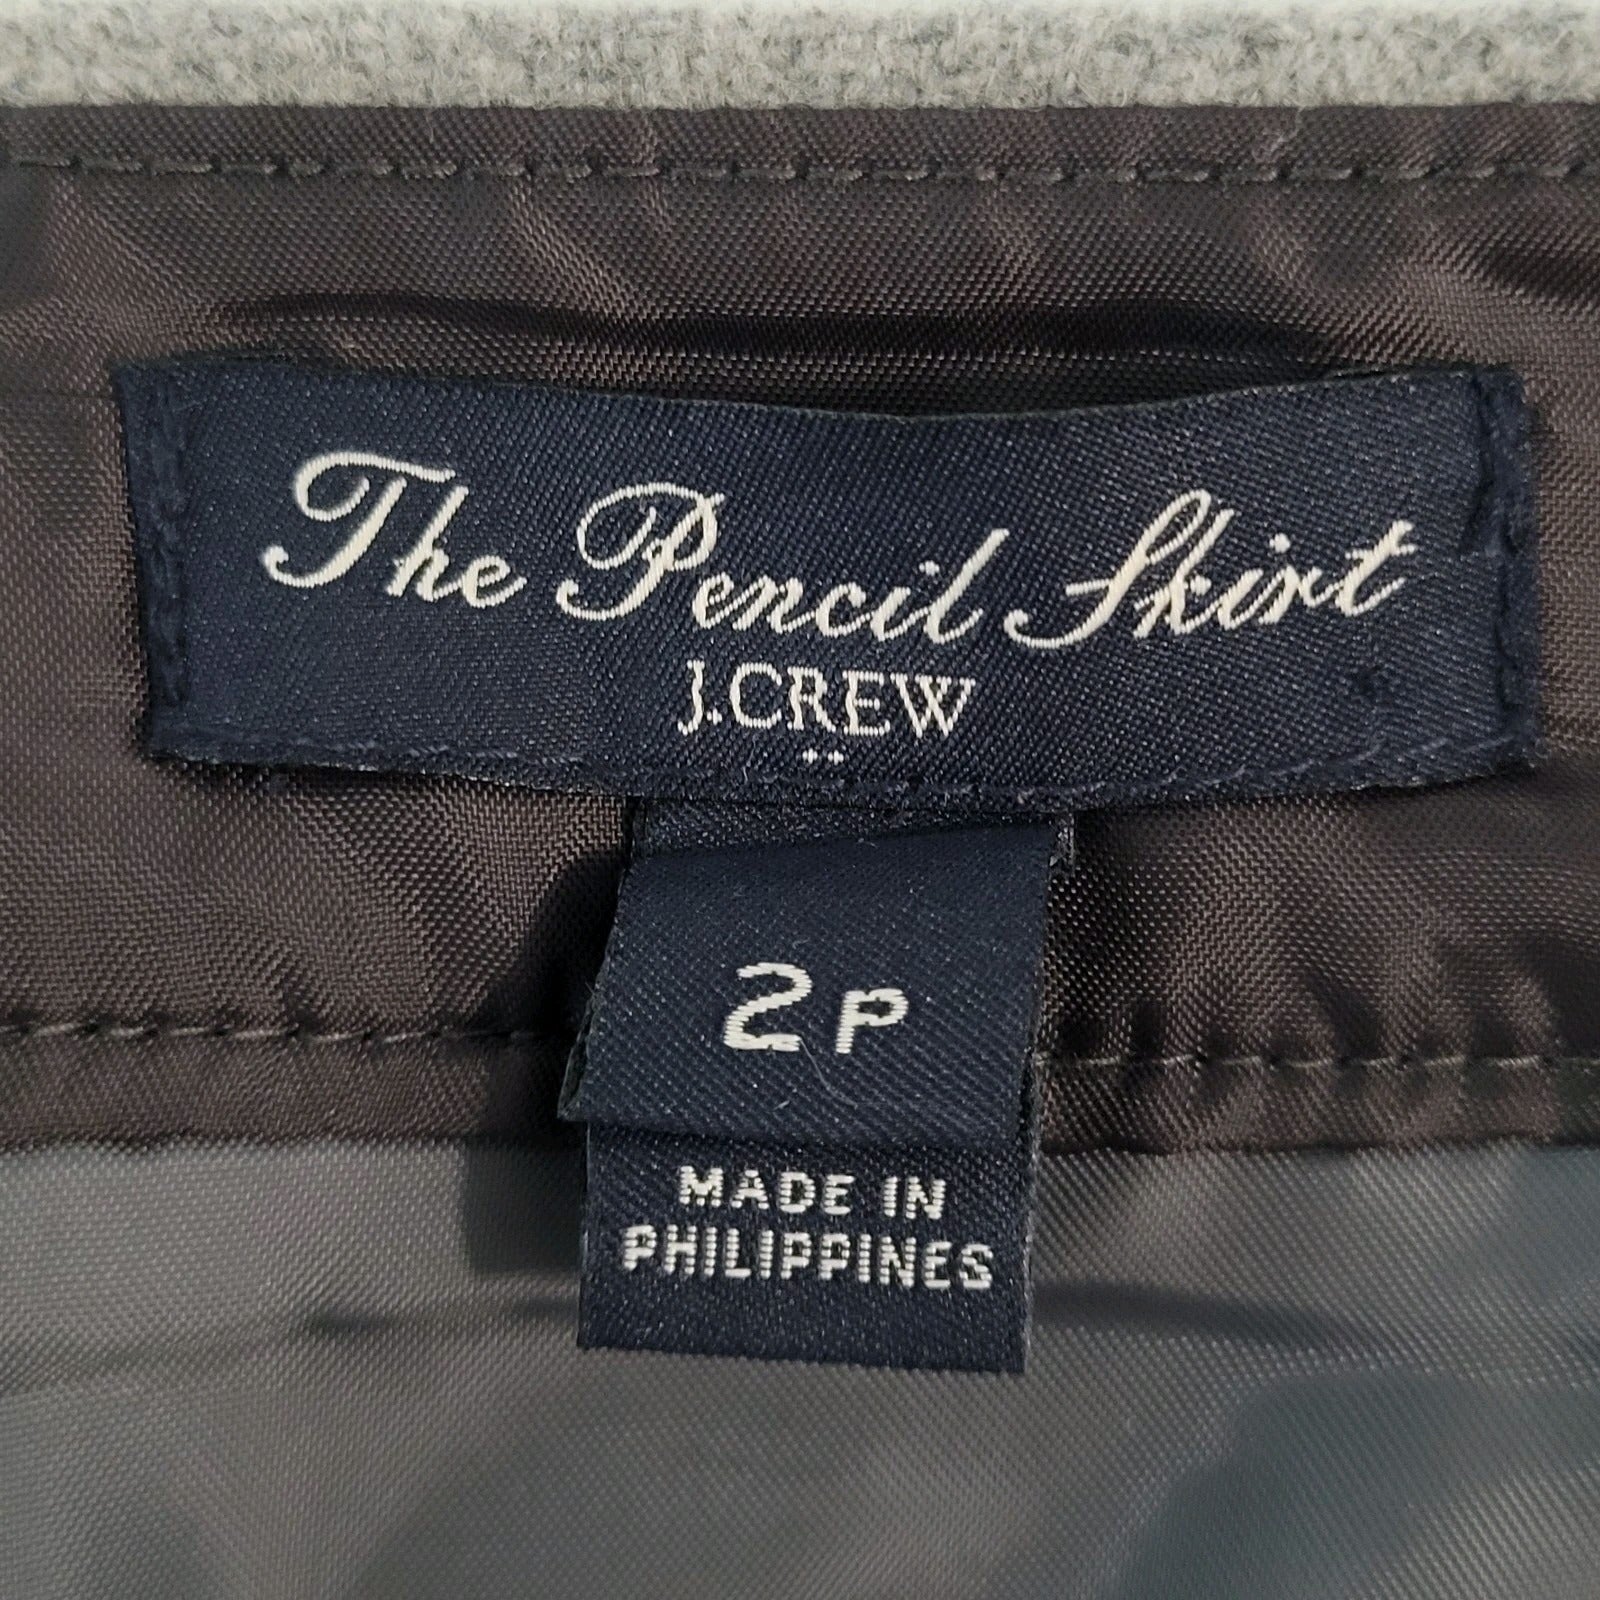 The Pencil Skirt
J.CREW
2P
MADE IN
PHILIPPINES